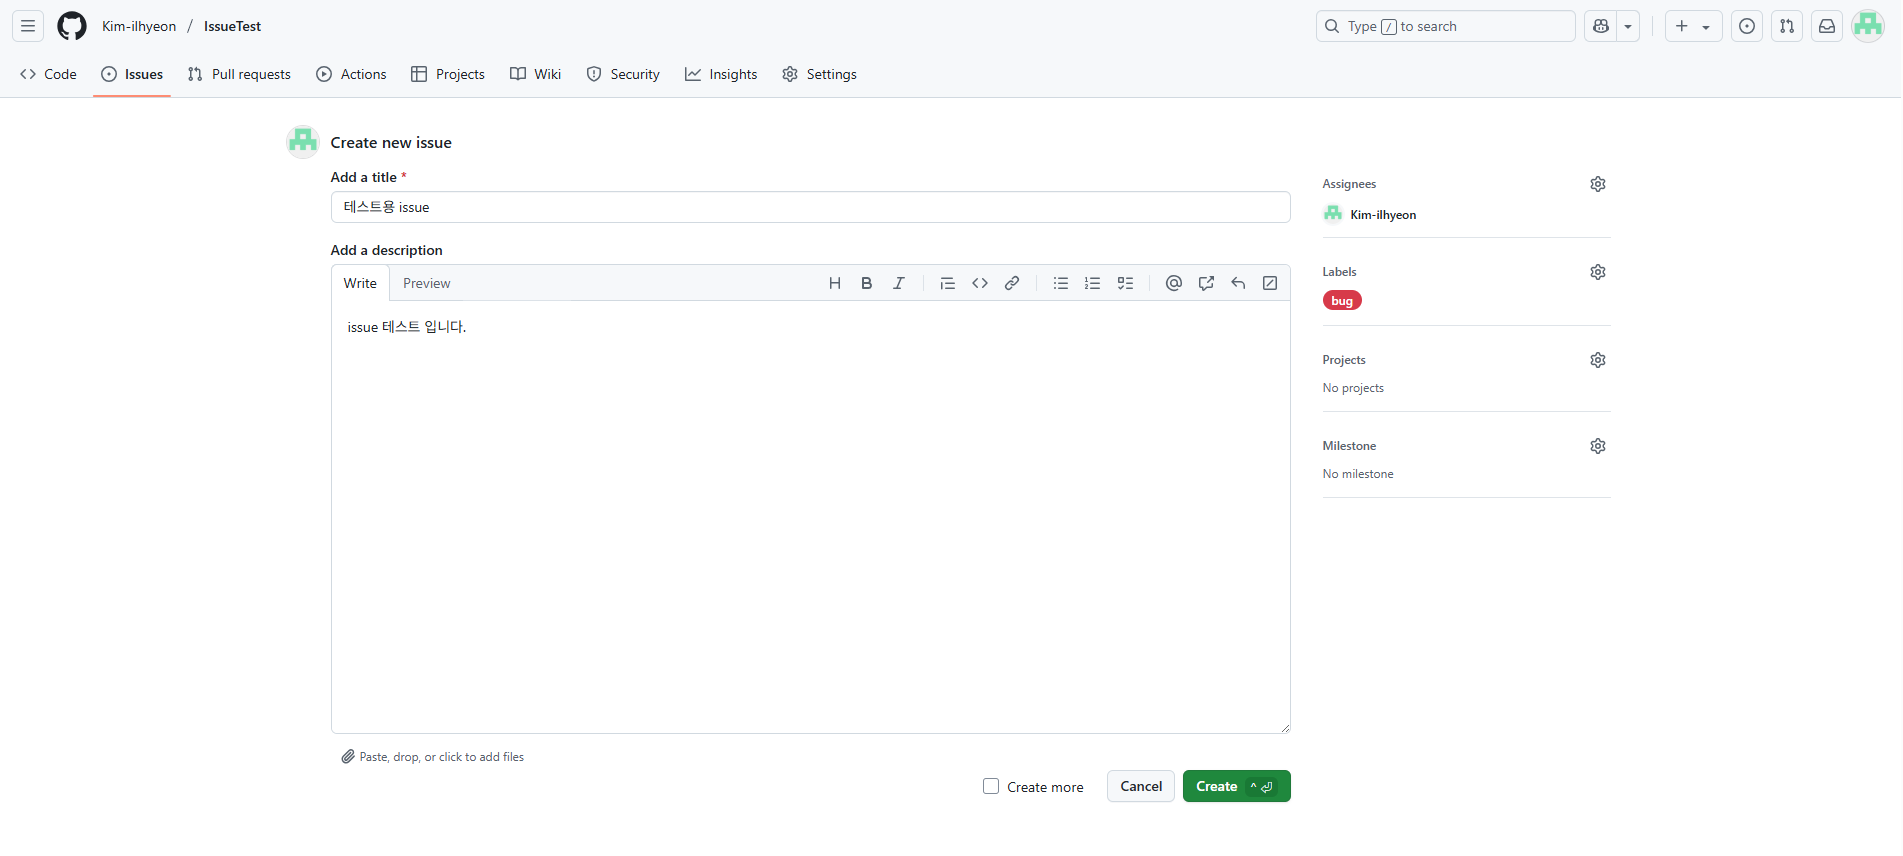 Kim-ilhyeon / IssueTest
Type / to search
Code Issues Pull requests Actions Projects Wiki Security Insights Settings
Create new issue
Add a title *
테스트용 issue
Add a description
Write Preview
issue 테스트 입니다.
Paste, drop, or click to add files
Create more Cancel Create
Assignees
Kim-ilhyeon
Labels
bug
Projects
No projects
Milestone
No milestone